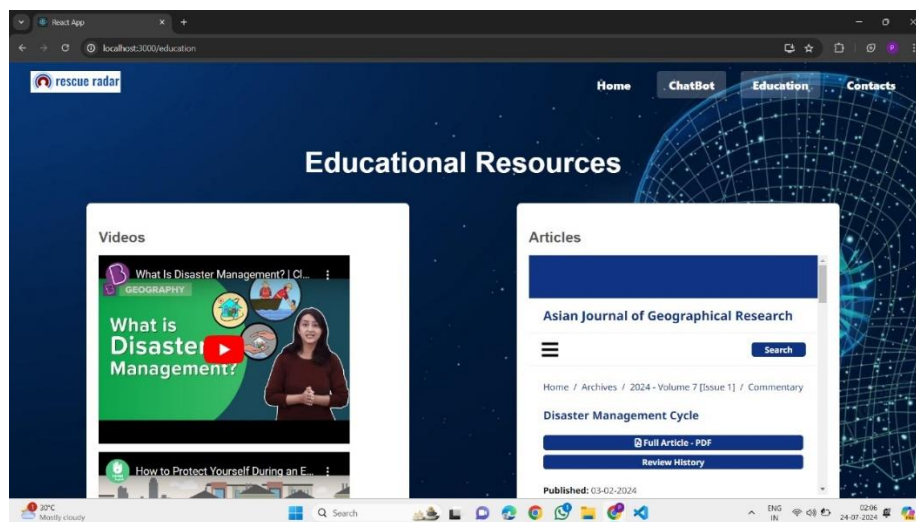 React App
localhost:3000/education
rescue radar
Home ChatBot Education Contacts
Educational Resources
Videos
What Is Disaster Management? | Cl...
GEOGRAPHY
What is
Disaster
Management?
How to Protect Yourself During an E...
Articles
Asian Journal of Geographical Research
Search
Home / Archives / 2024 - Volume 7 [Issue 1] / Commentary
Disaster Management Cycle
Full Article - PDF
Review History
Published: 03-02-2024
Mostly cloudy
Search
ENG
IN
02:06
24-07-2024